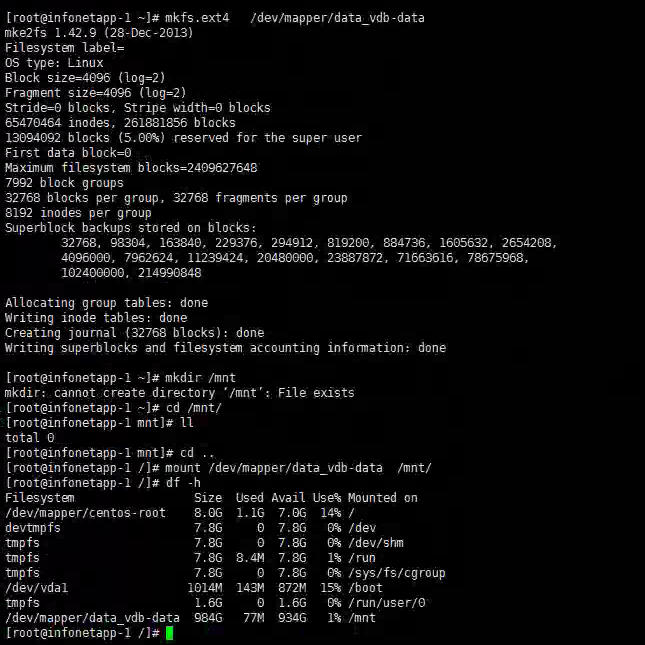 [root@infonetapp-1 ~]# mkfs.ext4   /dev/mapper/data_vdb-data
mke2fs 1.42.9 (28-Dec-2013)
Filesystem label=
OS type: Linux
Block size=4096 (log=2)
Fragment size=4096 (log=2)
Stride=0 blocks, Stripe width=0 blocks
65470464 inodes, 261881856 blocks
13094092 blocks (5.00%) reserved for the super user
First data block=0
Maximum filesystem blocks=2409627648
7992 block groups
32768 blocks per group, 32768 fragments per group
8192 inodes per group
Superblock backups stored on blocks:
        32768, 98304, 163840, 229376, 294912, 819200, 884736, 1605632, 2654208,
        4096000, 7962624, 11239424, 20480000, 23887872, 71663616, 78675968,
        102400000, 214990848

Allocating group tables: done
Writing inode tables: done
Creating journal (32768 blocks): done
Writing superblocks and filesystem accounting information: done

[root@infonetapp-1 ~]# mkdir /mnt
mkdir: cannot create directory ‘/mnt’: File exists
[root@infonetapp-1 ~]# cd /mnt/
[root@infonetapp-1 mnt]# ll
total 0
[root@infonetapp-1 mnt]# cd ..
[root@infonetapp-1 /]# mount /dev/mapper/data_vdb-data  /mnt/
[root@infonetapp-1 /]# df -h
Filesystem                 Size  Used Avail Use% Mounted on
/dev/mapper/centos-root    8.0G  1.1G  7.0G  14% /
devtmpfs                   7.8G     0  7.8G   0% /dev
tmpfs                      7.8G     0  7.8G   0% /dev/shm
tmpfs                      7.8G  8.4M  7.8G   1% /run
tmpfs                      7.8G     0  7.8G   0% /sys/fs/cgroup
/dev/vda1                 1014M  143M  872M  15% /boot
tmpfs                      1.6G     0  1.6G   0% /run/user/0
/dev/mapper/data_vdb-data  984G   77M  934G   1% /mnt
[root@infonetapp-1 /]#